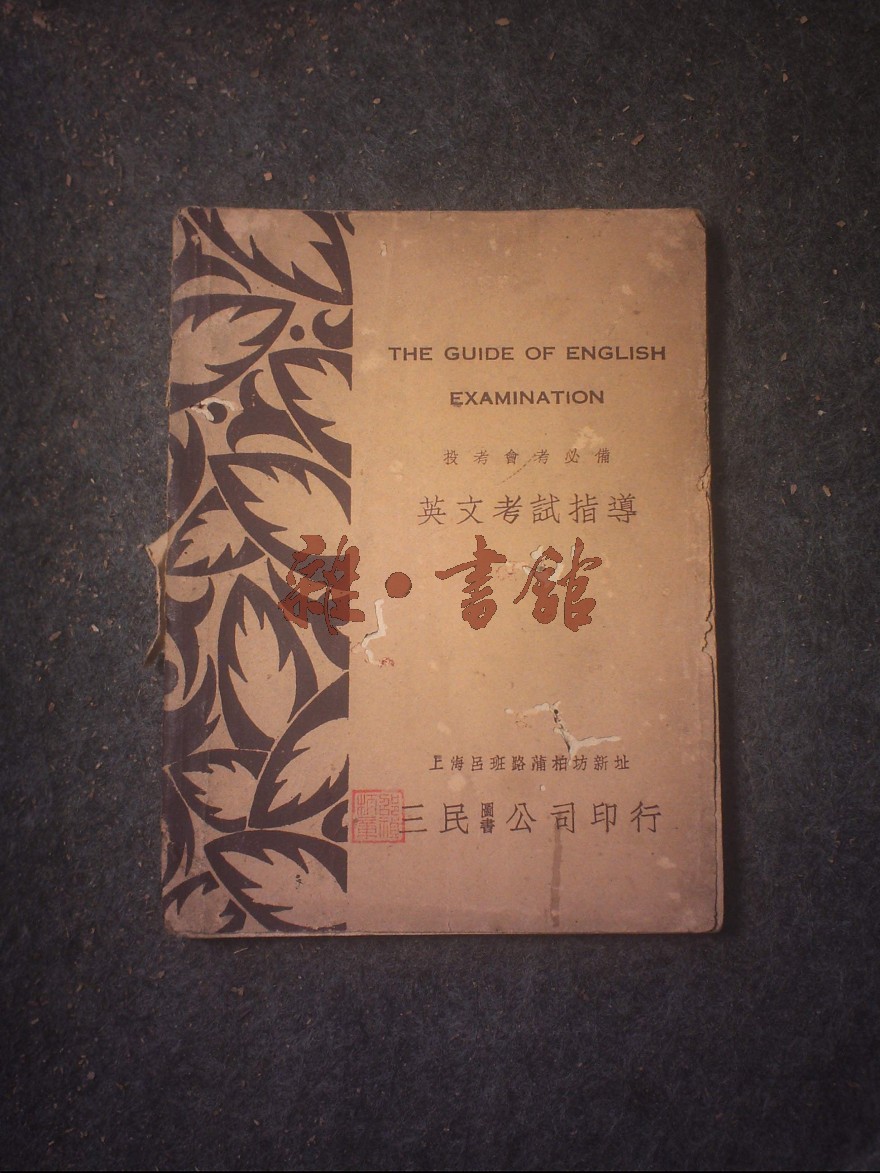 THE GUIDE OF ENGLISH
EXAMINATION
投考會考必備
英文考試指導
雜·書館
上海呂班路蒲柏坊新址
三民圖書公司印行